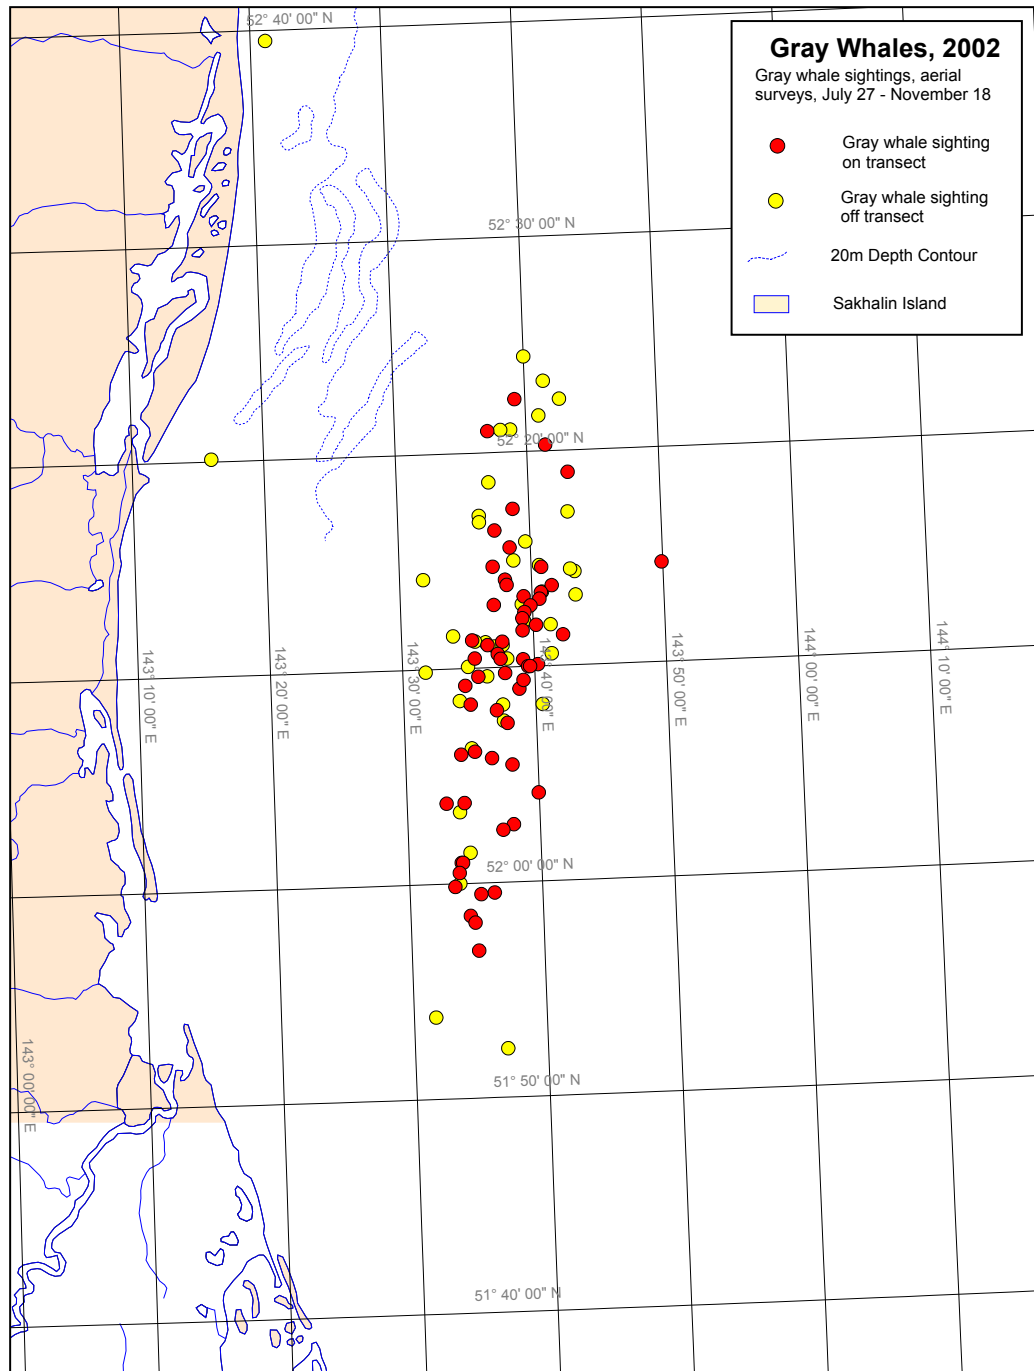 52° 40' 00" N
Gray Whales, 2002
Gray whale sightings, aerial
surveys, July 27 - November 18
Gray whale sighting
on transect
Gray whale sighting
off transect
20m Depth Contour
Sakhalin Island
52° 30' 00" N
52° 20' 00" N
143° 00' 00" E
143° 10' 00" E
143° 20' 00" E
143° 30' 00" E
143° 40' 00" E
143° 50' 00" E
144° 00' 00" E
144° 10' 00" E
52° 00' 00" N
51° 50' 00" N
51° 40' 00" N